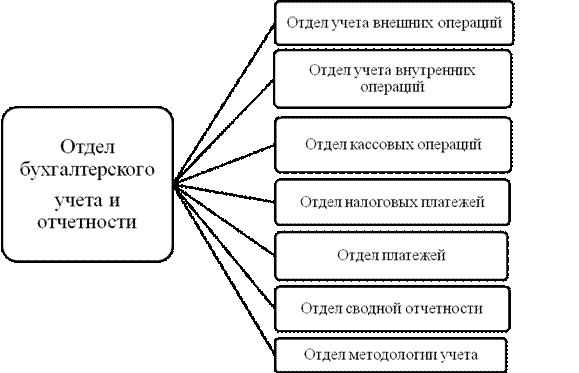 Отдел
бухгалтерского
учета и
отчетности
Отдел учета внешних операций
Отдел учета внутренних
операций
Отдел кассовых операций
Отдел налоговых платежей
Отдел платежей
Отдел сводной отчетности
Отдел методологии учета